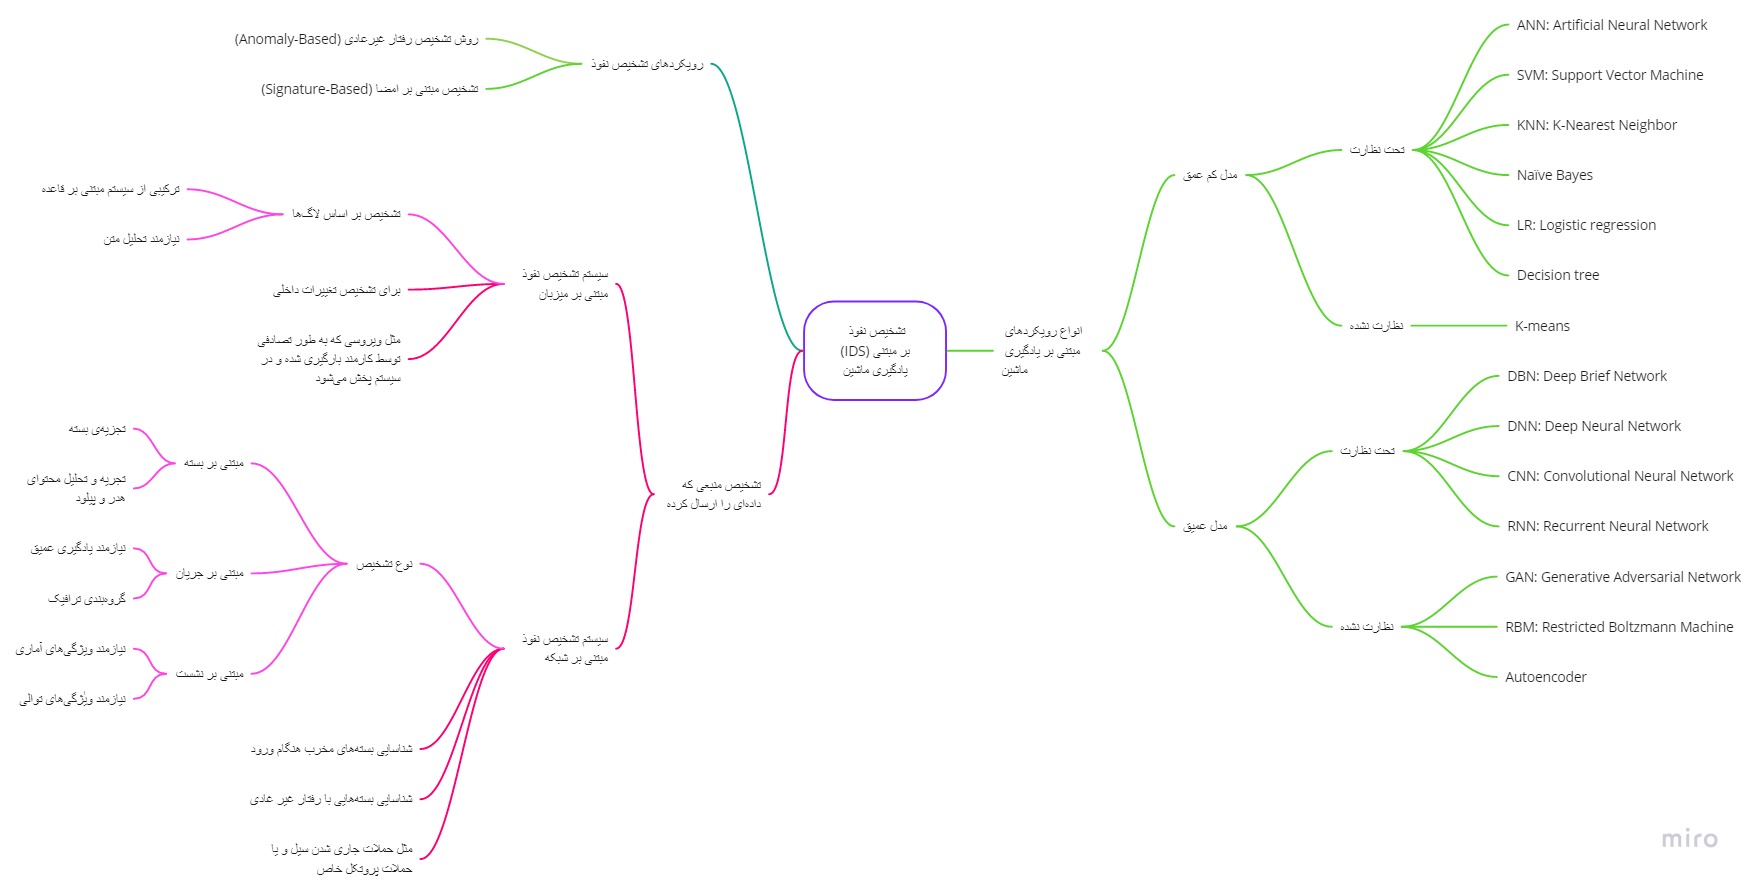 تشخیص نفوذ
بر مبتنی (IDS)
یادگیری ماشین
رویکردهای تشخیص نفوذ
روش تشخیص رفتار غیرعادی (Anomaly-Based)
تشخیص مبتنی بر امضا (Signature-Based)
تشخیص منبعی که
داده‌ای را ارسال کرده
سیستم تشخیص نفوذ
مبتنی بر میزبان
تشخیص بر اساس لاگ‌ها
ترکیبی از سیستم مبتنی بر قاعده
نیازمند تحلیل متن
برای تشخیص تغییرات داخلی
مثل ویروسی که به طور تصادفی
توسط کارمند بارگیری شده و در
سیستم پخش می‌شود
سیستم تشخیص نفوذ
مبتنی بر شبکه
نوع تشخیص
مبتنی بر بسته
تجزیه‌ی بسته
تجربه و تحلیل محتوای
هدر و پیلود
مبتنی بر جریان
نیازمند یادگیری عمیق
گروه‌بندی ترافیک
مبتنی بر نشست
نیازمند ویژگی‌های آماری
نیازمند ویژگی‌های توالی
شناسایی بسته‌های مخرب هنگام ورود
شناسایی بسته‌هایی با رفتار غیر عادی
مثل حملات جاری شدن سیل و یا
حملات پروتکل خاص
انواع رویکردهای
مبتنی بر یادگیری
ماشین
مدل کم عمق
تحت نظارت
ANN: Artificial Neural Network
SVM: Support Vector Machine
KNN: K-Nearest Neighbor
Naïve Bayes
LR: Logistic regression
Decision tree
نظارت نشده
K-means
مدل عمیق
تحت نظارت
DBN: Deep Brief Network
DNN: Deep Neural Network
CNN: Convolutional Neural Network
RNN: Recurrent Neural Network
نظارت نشده
GAN: Generative Adversarial Network
RBM: Restricted Boltzmann Machine
Autoencoder
miro